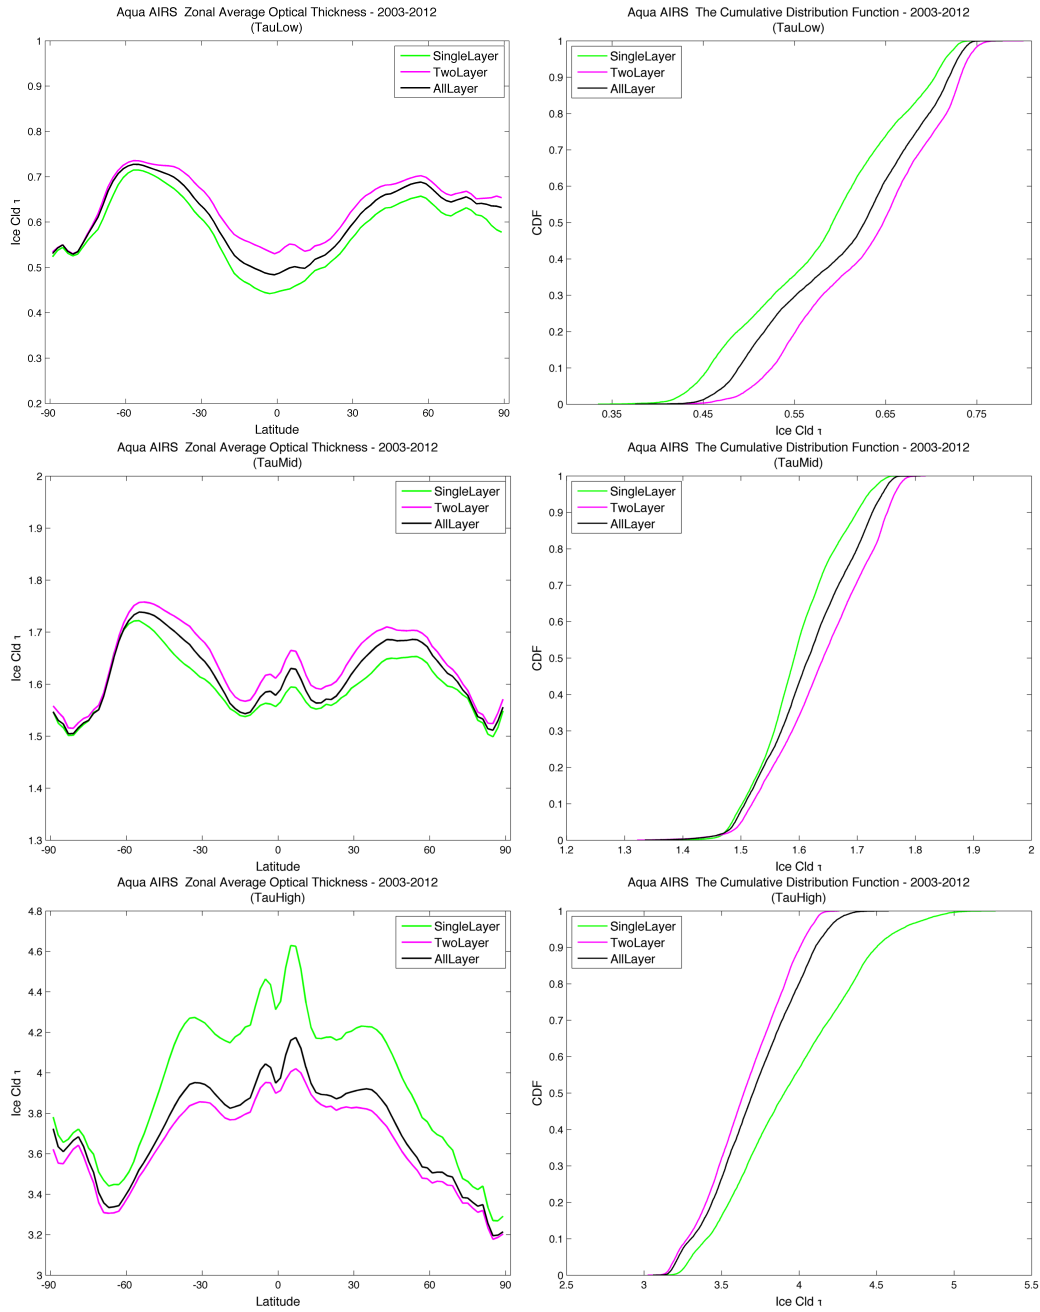 Aqua AIRS  Zonal Average Optical Thickness - 2003-2012
(TauLow)
Ice Cld τ
1
0.9
0.8
0.7
0.6
0.5
0.4
0.3
0.2
SingleLayer
TwoLayer
AllLayer
-90 -60 -30 0 30 60 90
Latitude
Aqua AIRS  The Cumulative Distribution Function - 2003-2012
(TauLow)
CDF
1
0.9
0.8
0.7
0.6
0.5
0.4
0.3
0.2
0.1
0
SingleLayer
TwoLayer
AllLayer
0.35 0.45 0.55 0.65 0.75
Ice Cld τ
Aqua AIRS  Zonal Average Optical Thickness - 2003-2012
(TauMid)
Ice Cld τ
2
1.9
1.8
1.7
1.6
1.5
1.4
1.3
SingleLayer
TwoLayer
AllLayer
-90 -60 -30 0 30 60 90
Latitude
Aqua AIRS  The Cumulative Distribution Function - 2003-2012
(TauMid)
CDF
1
0.9
0.8
0.7
0.6
0.5
0.4
0.3
0.2
0.1
0
SingleLayer
TwoLayer
AllLayer
1.2 1.3 1.4 1.5 1.6 1.7 1.8 1.9 2
Ice Cld τ
Aqua AIRS  Zonal Average Optical Thickness - 2003-2012
(TauHigh)
Ice Cld τ
4.8
4.6
4.4
4.2
4
3.8
3.6
3.4
3.2
3
SingleLayer
TwoLayer
AllLayer
-90 -60 -30 0 30 60 90
Latitude
Aqua AIRS  The Cumulative Distribution Function - 2003-2012
(TauHigh)
CDF
1
0.9
0.8
0.7
0.6
0.5
0.4
0.3
0.2
0.1
0
SingleLayer
TwoLayer
AllLayer
2.5 3 3.5 4 4.5 5 5.5
Ice Cld τ